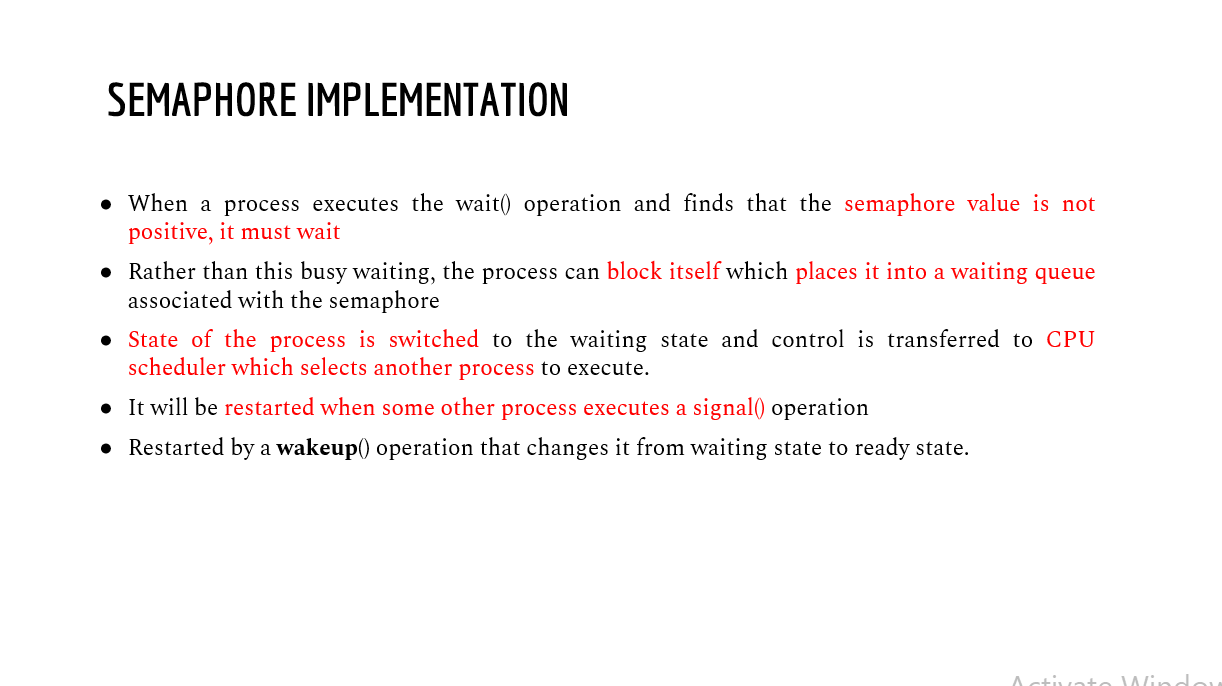 SEMAPHORE IMPLEMENTATION
● When a process executes the wait() operation and finds that the semaphore value is not
positive, it must wait
● Rather than this busy waiting, the process can block itself which places it into a waiting queue
associated with the semaphore
● State of the process is switched to the waiting state and control is transferred to CPU
scheduler which selects another process to execute.
● It will be restarted when some other process executes a signal() operation
● Restarted by a wakeup() operation that changes it from waiting state to ready state.
Activate Window